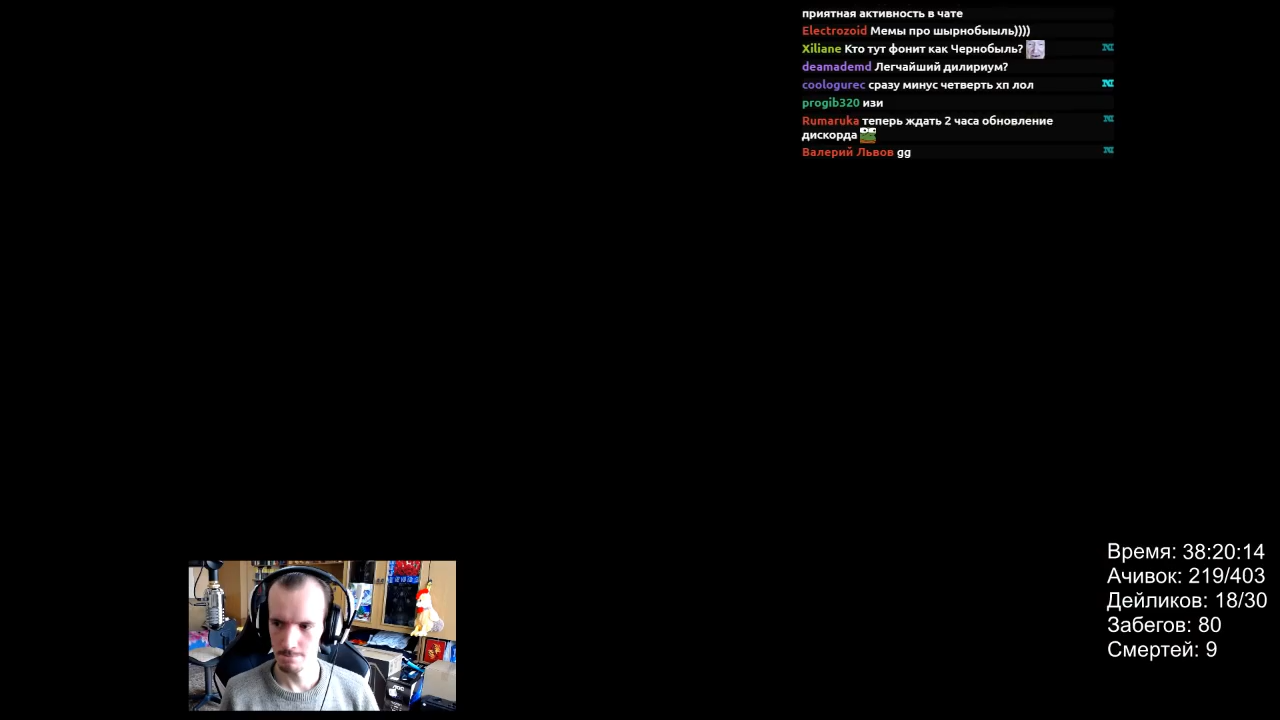 приятная активность в чате
Electrozoid Мемы про шырнобыыль))))
Xiliane Кто тут фонит как Чернобыль?
deamademd Легчайший дилириум?
coologurec сразу минус четверть хп лол
progib320 изи
Rumaruka теперь ждать 2 часа обновление
дискорда
Валерий Львов gg
Время: 38:20:14
Ачивок: 219/403
Дейликов: 18/30
Забегов: 80
Смертей: 9